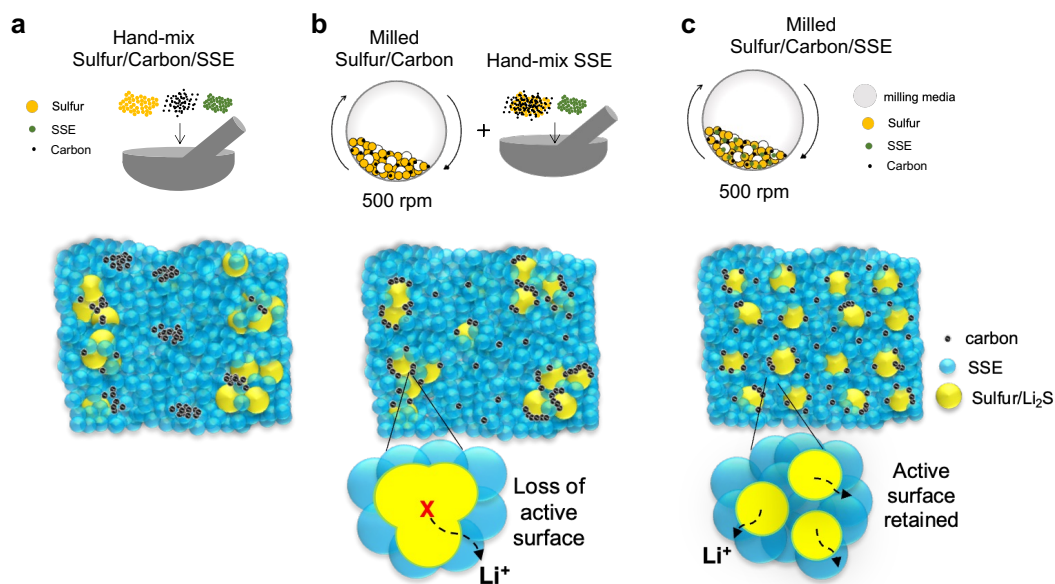 a
Hand-mix
Sulfur/Carbon/SSE
Sulfur
SSE
Carbon
b
Milled
Sulfur/Carbon
Hand-mix SSE
+
500 rpm
c
Milled
Sulfur/Carbon/SSE
milling media
Sulfur
SSE
Carbon
500 rpm
carbon
SSE
Sulfur/Li₂S
X
Li⁺
Loss of
active
surface
Li⁺
Active
surface
retained